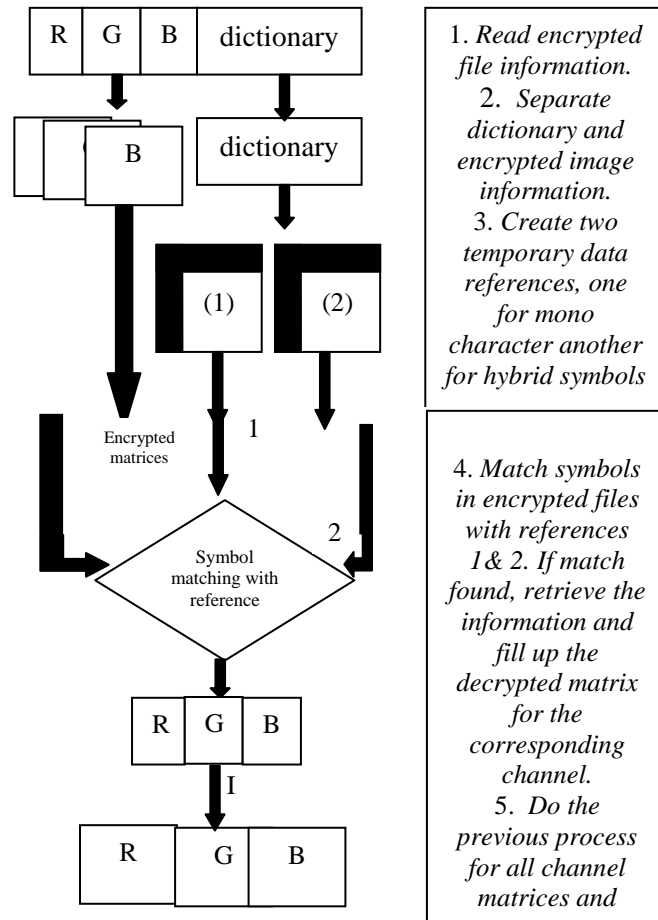 R G B dictionary
B
dictionary
(1) (2)
Encrypted
matrices
1
2
Symbol
matching with
reference
R G B
I
R G B
1. Read encrypted
file information.
2. Separate
dictionary and
encrypted image
information.
3. Create two
temporary data
references, one
for mono
character another
for hybrid symbols
4. Match symbols
in encrypted files
with references
1& 2. If match
found, retrieve the
information and
fill up the
decrypted matrix
for the
corresponding
channel.
5. Do the
previous process
for all channel
matrices and